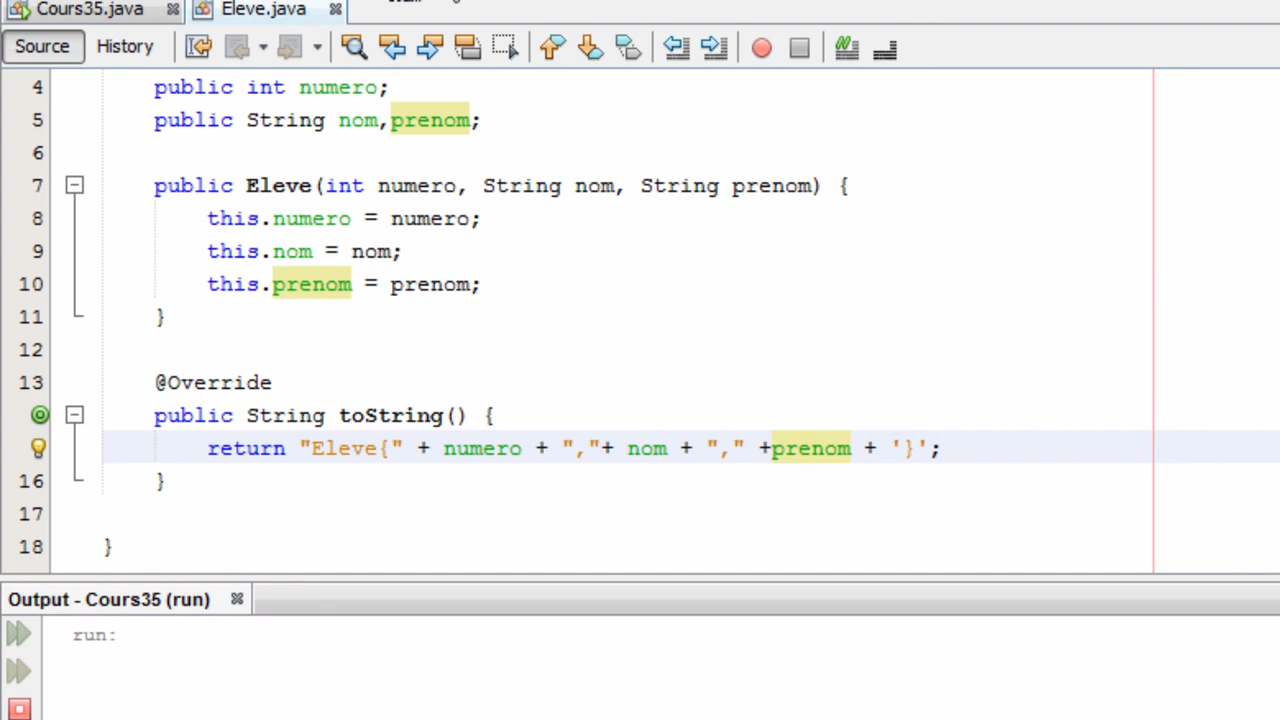 Cours35.java Eleve.java
Source History
4 public int numero;
5 public String nom,prenom;
6
7 public Eleve(int numero, String nom, String prenom) {
8 this.numero = numero;
9 this.nom = nom;
10 this.prenom = prenom;
11 }
12
13 @Override
public String toString() {
return "Eleve{" + numero + ","+ nom + "," +prenom + '}';
16 }
17
18 }
Output - Cours35 (run)
run: